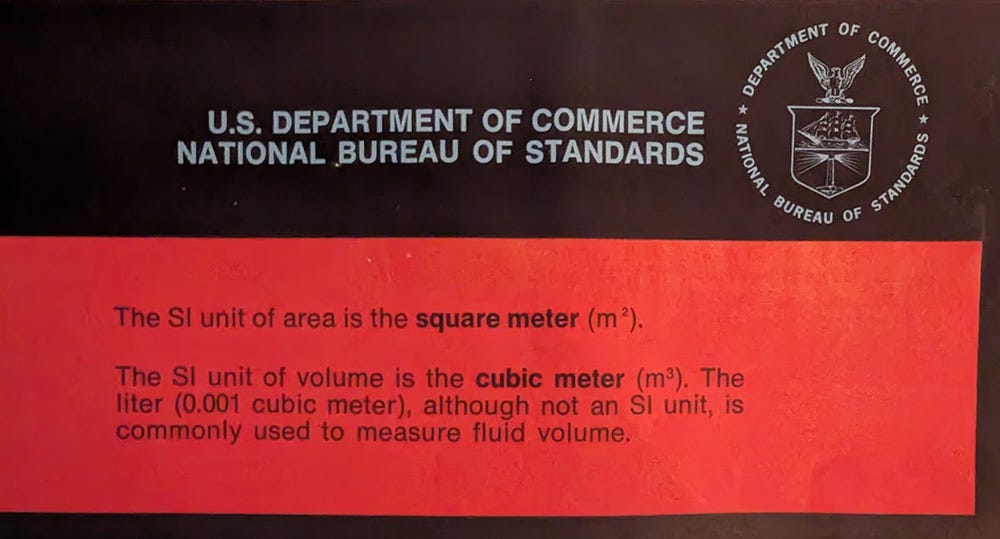 U.S. DEPARTMENT OF COMMERCE
NATIONAL BUREAU OF STANDARDS
DEPARTMENT OF COMMERCE
★ NATIONAL BUREAU OF STANDARDS ★
The SI unit of area is the square meter (m²).
The SI unit of volume is the cubic meter (m³). The
liter (0.001 cubic meter), although not an SI unit, is
commonly used to measure fluid volume.